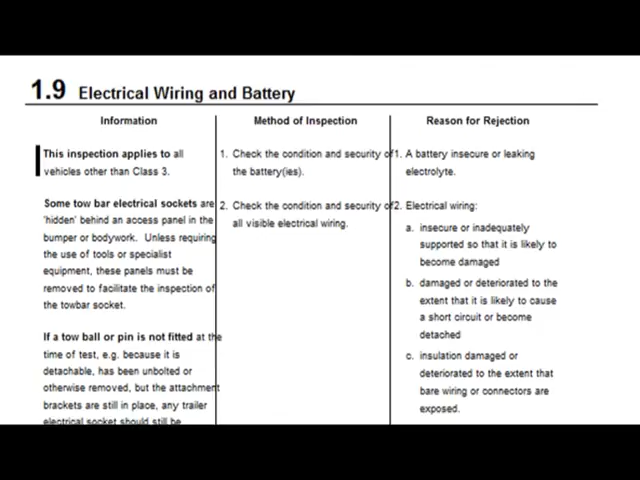 1.9 Electrical Wiring and Battery
Information
This inspection applies to all
vehicles other than Class 3.
Some tow bar electrical sockets are
'hidden' behind an access panel in the
bumper or bodywork. Unless requiring
the use of tools or specialist
equipment, these panels must be
removed to facilitate the inspection of
the towbar socket.
If a tow ball or pin is not fitted at the
time of test, e.g. because it is
detachable, has been unbolted or
otherwise removed, but the attachment
brackets are still in place, any trailer
electrical socket should still be
Method of Inspection
1. Check the condition and security of
the battery(ies).
2. Check the condition and security of
all visible electrical wiring.
Reason for Rejection
1. A battery insecure or leaking
electrolyte.
2. Electrical wiring:
a. insecure or inadequately
supported so that it is likely to
become damaged
b. damaged or deteriorated to the
extent that it is likely to cause
a short circuit or become
detached
c. insulation damaged or
deteriorated to the extent that
bare wiring or connectors are
exposed.